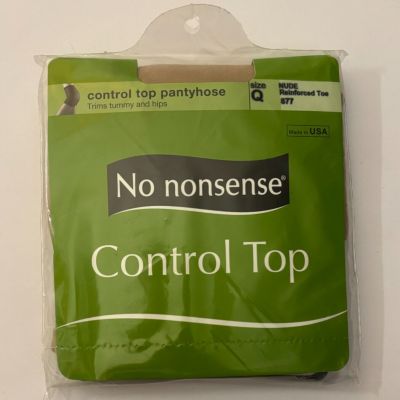 control top pantyhose
Trims tummy and hips
size
Q
NUDE
Reinforced Toe
877
Made in USA
No nonsense®
Control Top